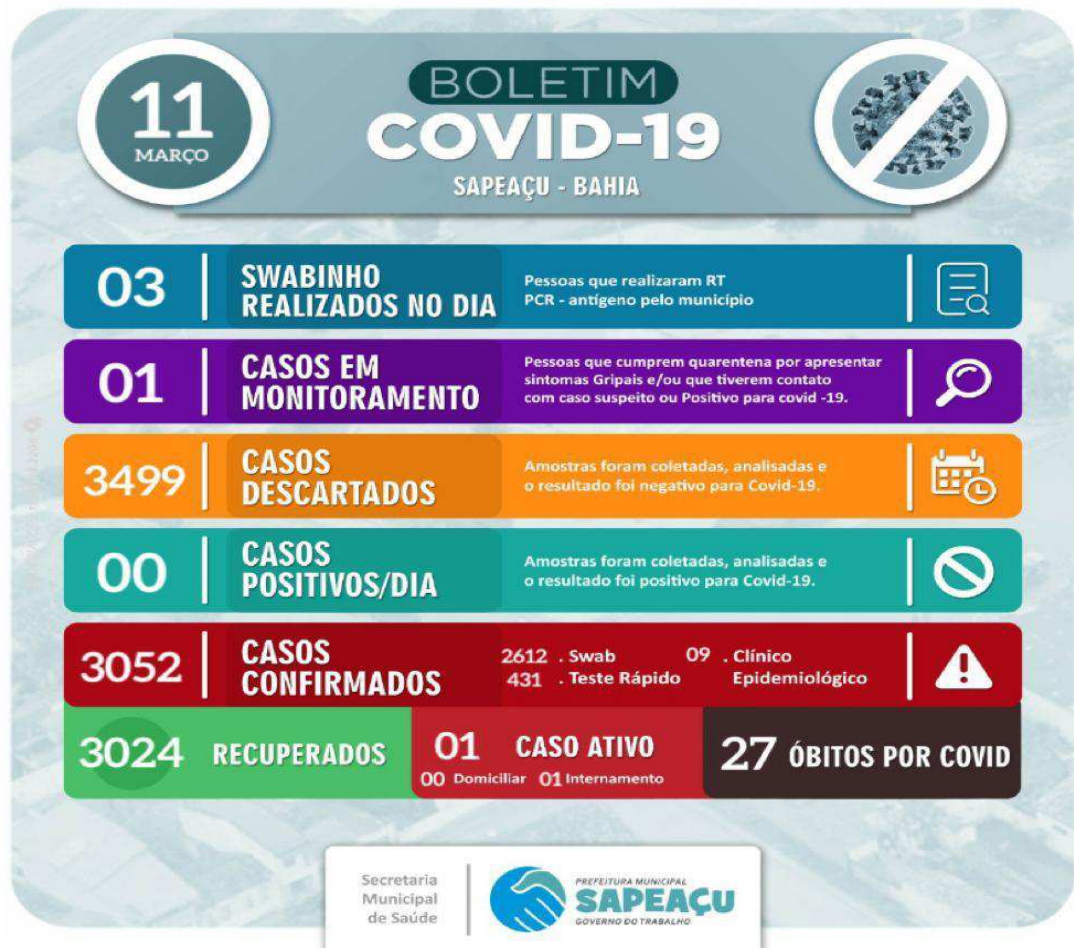 11
MARÇO
BOLETIM
COVID-19
SAPEAÇU - BAHIA
03
SWABINHO
REALIZADOS NO DIA
Pessoas que realizaram RT
PCR - antígeno pelo município
01
CASOS EM
MONITORAMENTO
Pessoas que cumprem quarentena por apresentar
sintomas Gripais e/ou que tiverem contato
com caso suspeito ou Positivo para covid -19.
3499
CASOS
DESCARTADOS
Amostras foram coletadas, analisadas e
o resultado foi negativo para Covid-19.
00
CASOS
POSITIVOS/DIA
Amostras foram coletadas, analisadas e
o resultado foi positivo para Covid-19.
3052
CASOS
CONFIRMADOS
2612 . Swab
431 . Teste Rápido
09 . Clínico
Epidemiológico
3024 RECUPERADOS
01 CASO ATIVO
00 Domiciliar 01 Internamento
27 ÓBITOS POR COVID
Secretaria
Municipal
de Saúde
PREFEITURA MUNICIPAL
SAPEAÇU
GOVERNO DO TRABALHO